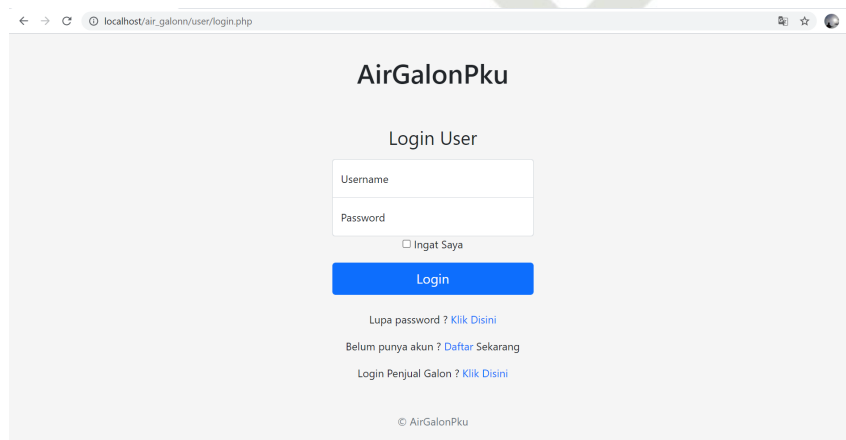 localhost/air_galonn/user/login.php
AirGalonPku
Login User
Username
Password
Ingat Saya
Login
Lupa password ? Klik Disini
Belum punya akun ? Daftar Sekarang
Login Penjual Galon ? Klik Disini
© AirGalonPku